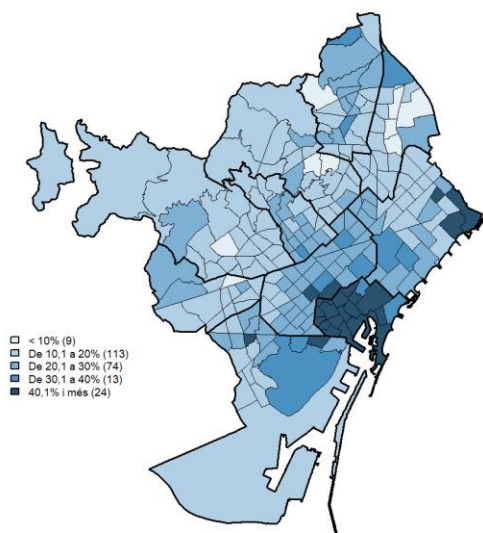 < 10% (9)
De 10,1 a 20% (113)
De 20,1 a 30% (74)
De 30,1 a 40% (13)
40,1% i més (24)